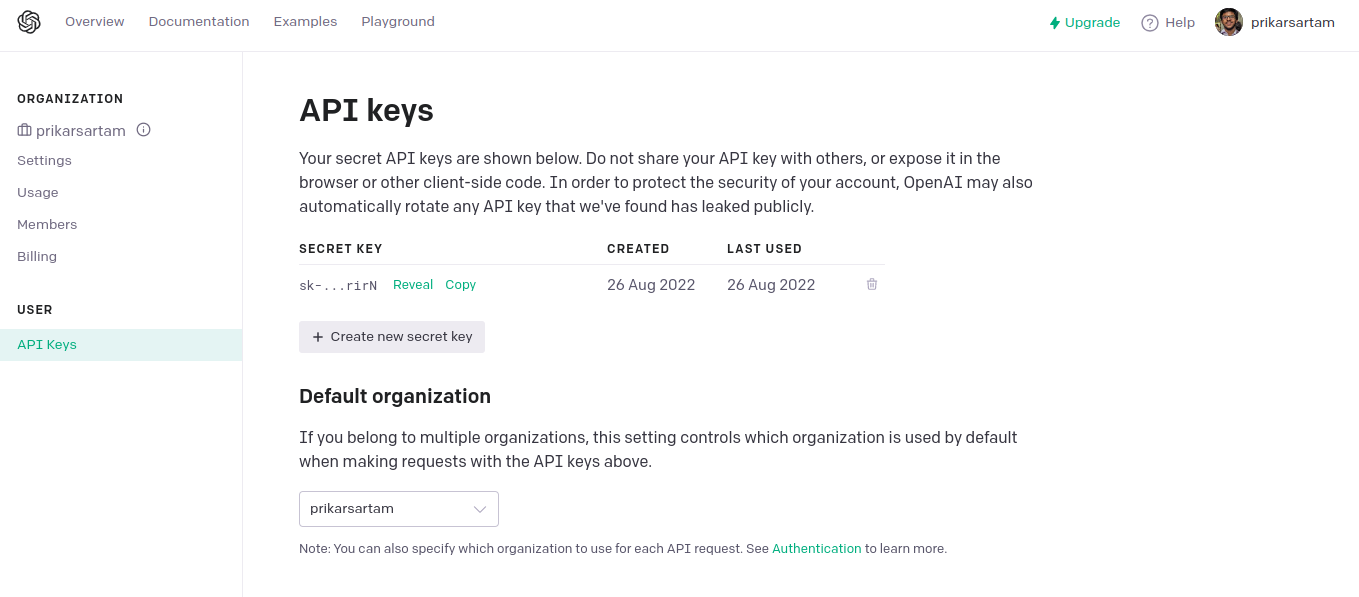 Overview Documentation Examples Playground Upgrade Help prikarsartam
ORGANIZATION
prikarsartam
Settings
Usage
Members
Billing
USER
API Keys
API keys
Your secret API keys are shown below. Do not share your API key with others, or expose it in the
browser or other client-side code. In order to protect the security of your account, OpenAI may also
automatically rotate any API key that we've found has leaked publicly.
SECRET KEY CREATED LAST USED
sk-...rirN Reveal Copy 26 Aug 2022 26 Aug 2022
+ Create new secret key
Default organization
If you belong to multiple organizations, this setting controls which organization is used by default
when making requests with the API keys above.
prikarsartam
Note: You can also specify which organization to use for each API request. See Authentication to learn more.